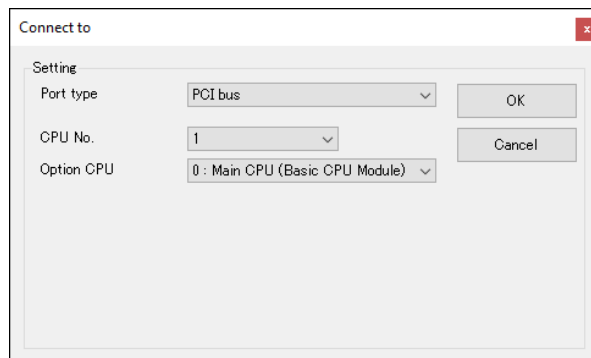 Connect to
x
Setting
Port type
PCI bus
OK
CPU No.
1
Cancel
Option CPU
0 : Main CPU (Basic CPU Module)